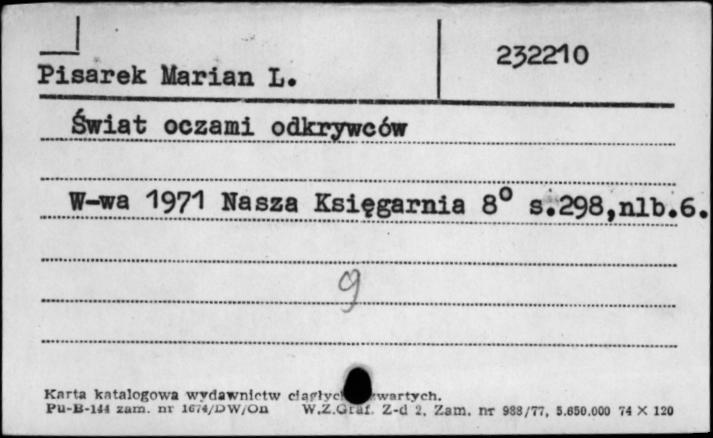 232210
Pisarek Marian L.
Świat oczami odkrywców
W-wa 1971 Nasza Księgarnia 8° s.298,nlb.6.
9
Karta katalogowa wydawnictw
Pu-B-144 zam. nr 1674/DW/On W.Z.Graf. Z-d 2, Zam. nr 988/77, 5.650.000 74 X 120